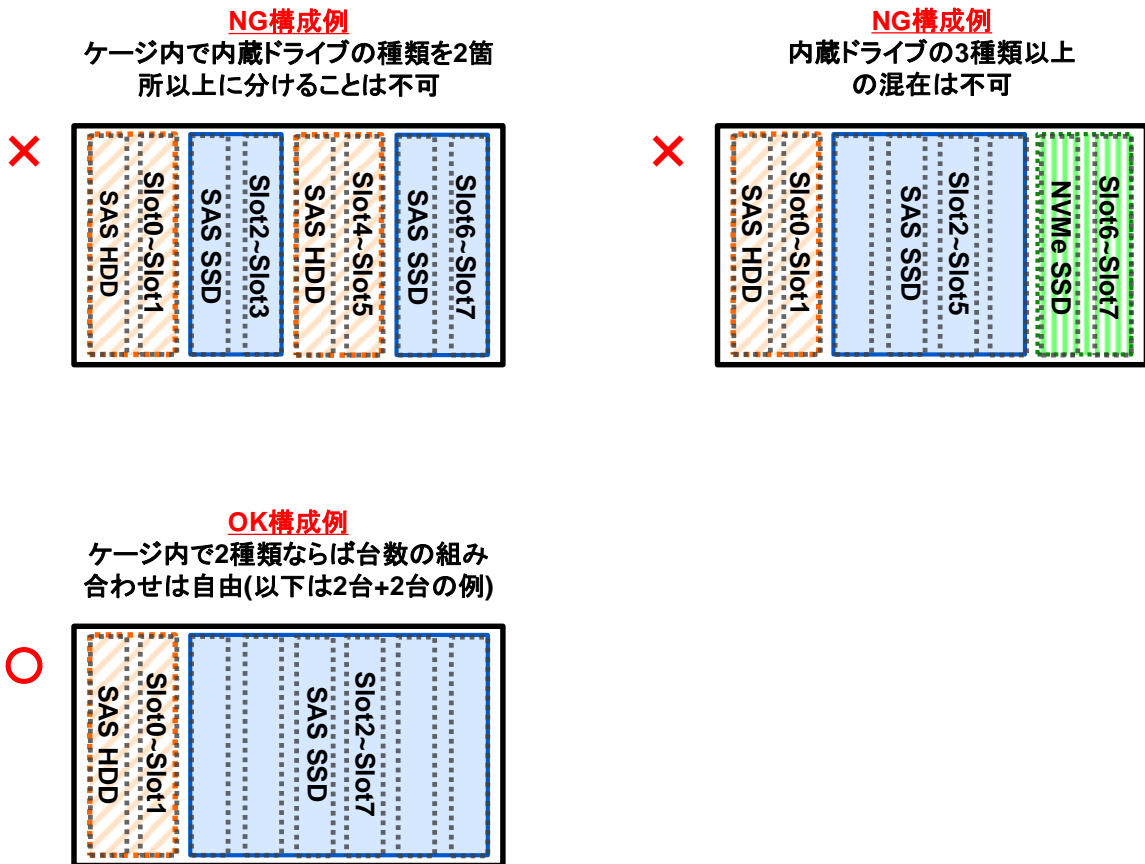 NG構成例
ケージ内で内蔵ドライブの種類を2箇
所以上に分けることは不可
×
Slot0~Slot1
SAS HDD
Slot2~Slot3
SAS SSD
Slot4~Slot5
SAS HDD
Slot6~Slot7
SAS SSD
NG構成例
内蔵ドライブの3種類以上
の混在は不可
×
Slot0~Slot1
SAS HDD
Slot2~Slot5
SAS SSD
Slot6~Slot7
NVMe SSD
OK構成例
ケージ内で2種類ならば台数の組み
合わせは自由(以下は2台+2台の例)
○
Slot0~Slot1
SAS HDD
Slot2~Slot7
SAS SSD